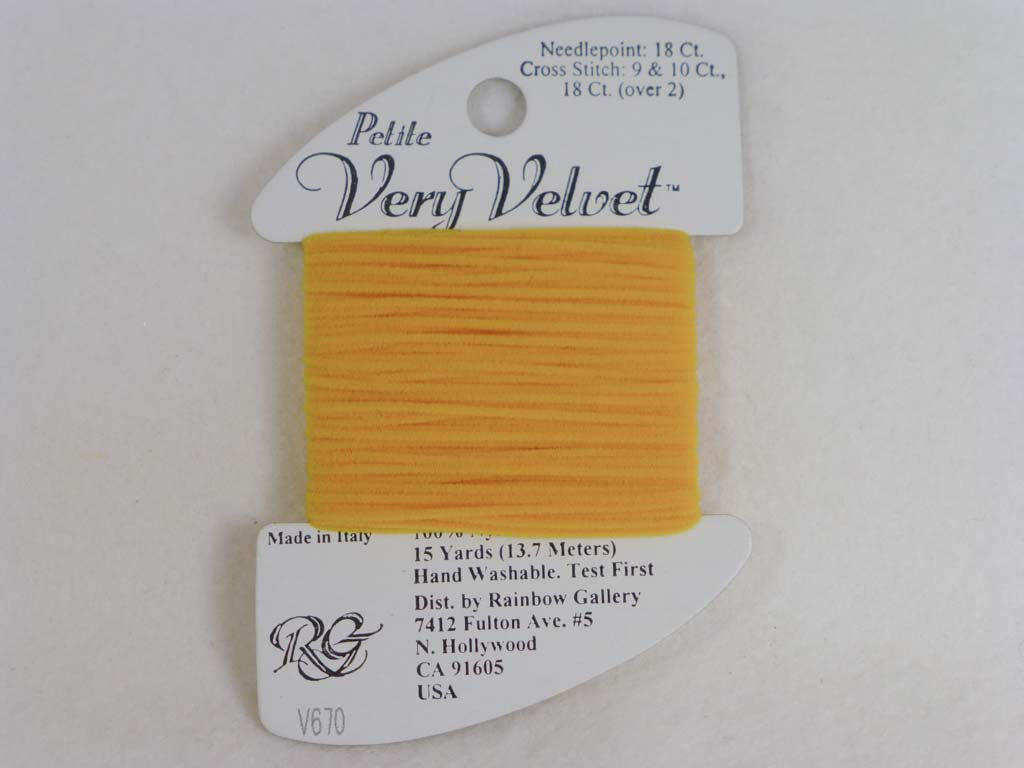 Needlepoint: 18 Ct.
Cross Stitch: 9 & 10 Ct.,
18 Ct. (over 2)
Petite
Very Velvet™
Made in Italy
100%
15 Yards (13.7 Meters)
Hand Washable. Test First
Dist. by Rainbow Gallery
7412 Fulton Ave. #5
N. Hollywood
CA 91605
USA
RG
V670